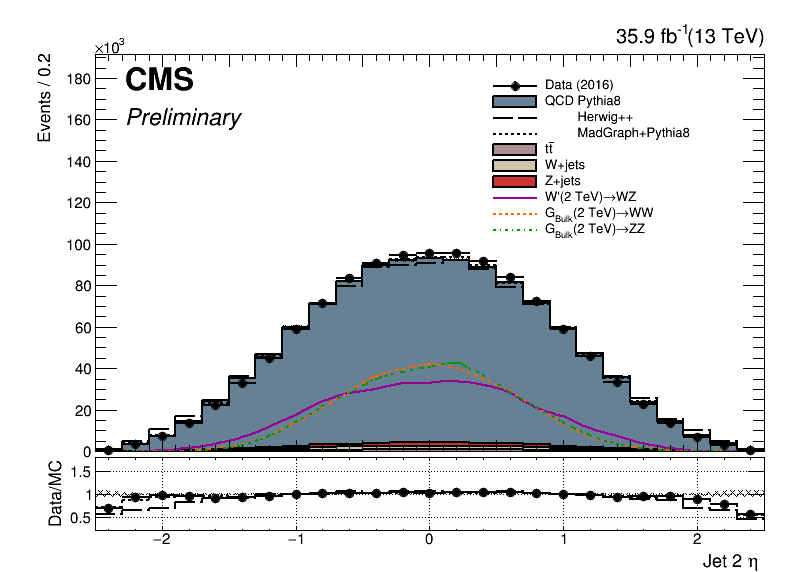 35.9 fb-1(13 TeV)
×10³
Events / 0.2
CMS
Preliminary
Data (2016)
QCD Pythia8
Herwig++
MadGraph+Pythia8
tt̄
W+jets
Z+jets
W'(2 TeV)→WZ
G_Bulk(2 TeV)→WW
G_Bulk(2 TeV)→ZZ
180
160
140
120
100
80
60
40
20
0
Data/MC
1.5
1
0.5
−2 −1 0 1 2
Jet 2 η